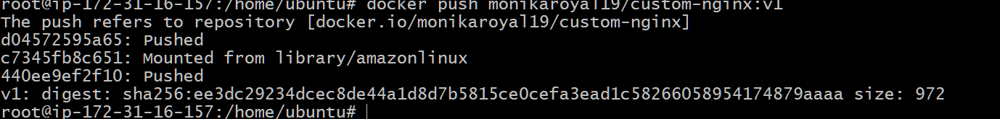 root@ip-172-31-16-157:/home/ubuntu# docker push monikaroyal19/custom-nginx:v1
The push refers to repository [docker.io/monikaroyal19/custom-nginx]
d04572595a65: Pushed
c7345fb8c651: Mounted from library/amazonlinux
440ee9ef2f10: Pushed
v1: digest: sha256:ee3dc29234dcec8de44a1d8d7b5815ce0cefa3ead1c58266058954174879aaaa size: 972
root@ip-172-31-16-157:/home/ubuntu#